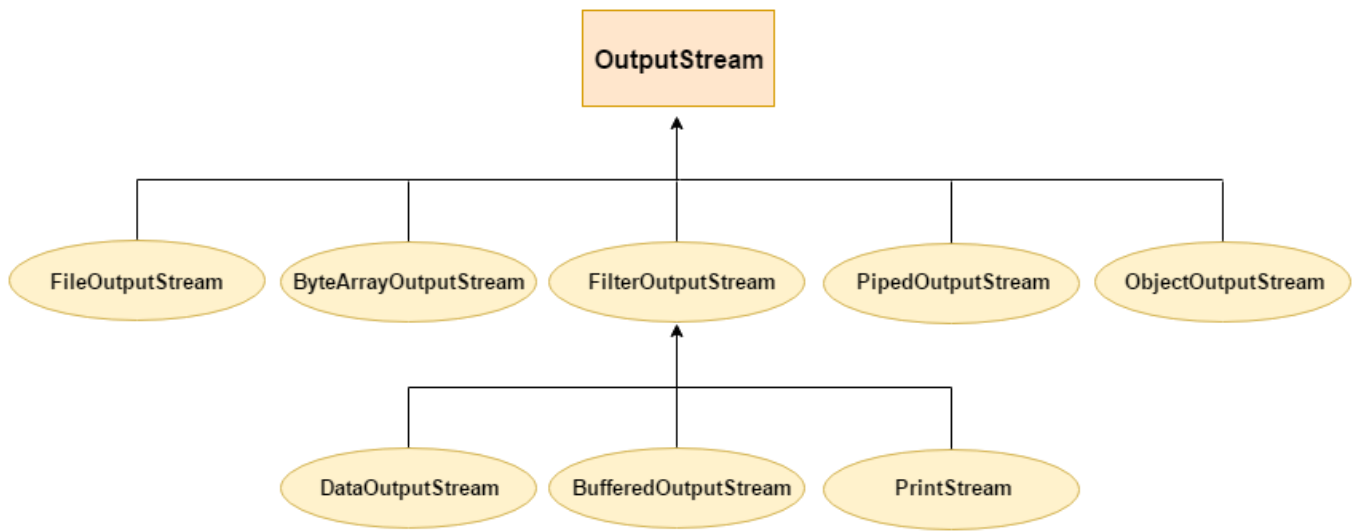 OutputStream
FileOutputStream
ByteArrayOutputStream
FilterOutputStream
PipedOutputStream
ObjectOutputStream
DataOutputStream
BufferedOutputStream
PrintStream